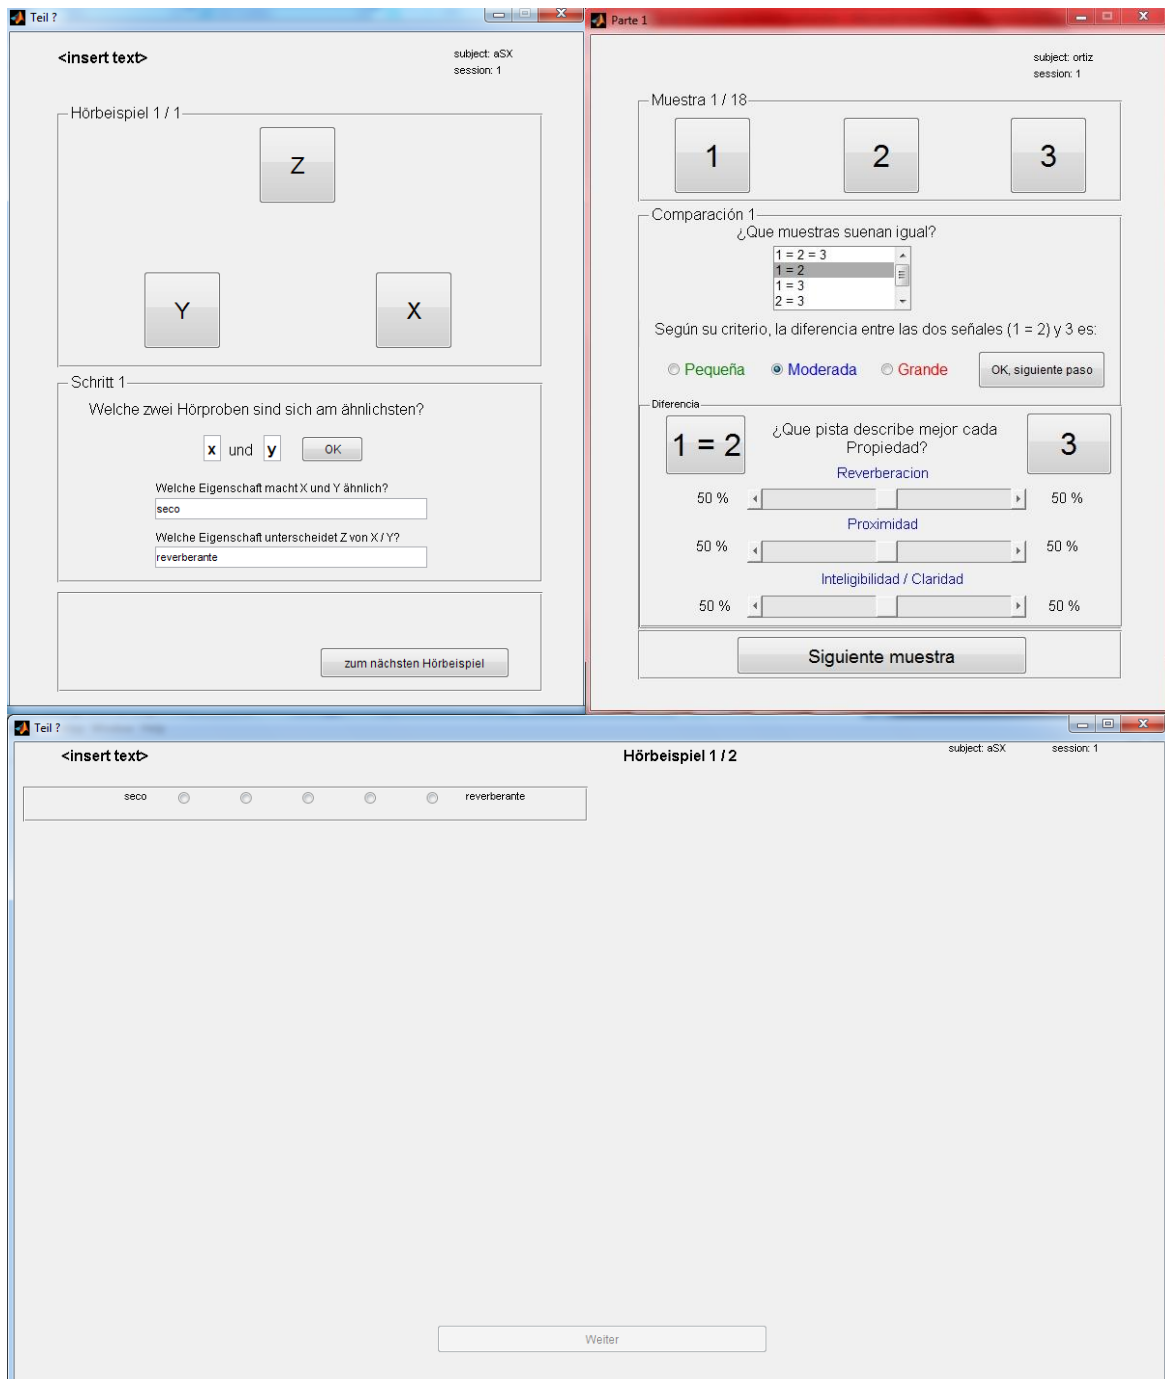 Teil ?
<insert text>
subject: aSX
session: 1
Hörbeispiel 1 / 1
Z
Y
X
Schritt 1
Welche zwei Hörproben sind sich am ähnlichsten?
x und y OK
Welche Eigenschaft macht X und Y ähnlich?
seco
Welche Eigenschaft unterscheidet Z von X / Y?
reverberante
zum nächsten Hörbeispiel
Parte 1
subject: ortiz
session: 1
Muestra 1 / 18
1 2 3
Comparación 1
¿Que muestras suenan igual?
1 = 2 = 3
1 = 2
1 = 3
2 = 3
Según su criterio, la diferencia entre las dos señales (1 = 2) y 3 es:
Pequeña Moderada Grande OK, siguiente paso
Diferencia
1 = 2
¿Que pista describe mejor cada
Propiedad?
3
Reverberacion
50 % 50 %
Proximidad
50 % 50 %
Inteligibilidad / Claridad
50 % 50 %
Siguiente muestra
Teil ?
<insert text>
Hörbeispiel 1 / 2
subject: aSX
session: 1
seco reverberante
Weiter